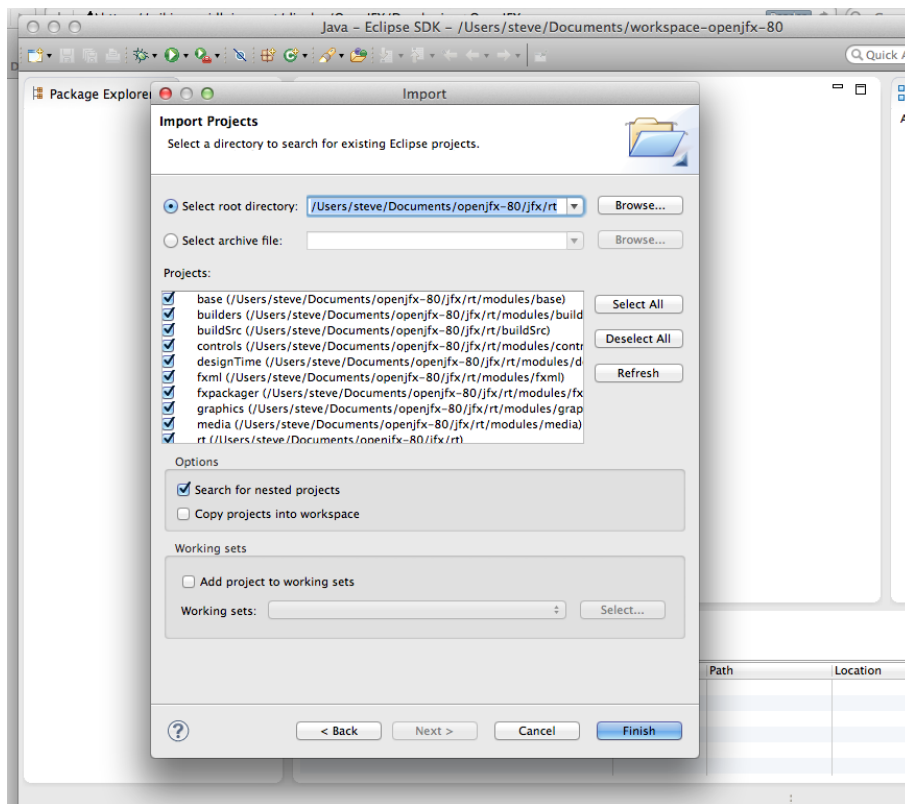 Java – Eclipse SDK – /Users/steve/Documents/workspace-openjfx-80
Quick A
Package Explorer
Import
Import Projects
Select a directory to search for existing Eclipse projects.
Select root directory: /Users/steve/Documents/openjfx-80/jfx/rt Browse...
Select archive file: Browse...
Projects:
base (/Users/steve/Documents/openjfx-80/jfx/rt/modules/base)
builders (/Users/steve/Documents/openjfx-80/jfx/rt/modules/build
buildSrc (/Users/steve/Documents/openjfx-80/jfx/rt/buildSrc)
controls (/Users/steve/Documents/openjfx-80/jfx/rt/modules/contr
designTime (/Users/steve/Documents/openjfx-80/jfx/rt/modules/d
fxml (/Users/steve/Documents/openjfx-80/jfx/rt/modules/fxml)
fxpackager (/Users/steve/Documents/openjfx-80/jfx/rt/modules/fx
graphics (/Users/steve/Documents/openjfx-80/jfx/rt/modules/grap
media (/Users/steve/Documents/openjfx-80/jfx/rt/modules/media)
rt (/Users/steve/Documents/openjfx-80/jfx/rt)
Select All
Deselect All
Refresh
Options
Search for nested projects
Copy projects into workspace
Working sets
Add project to working sets
Working sets: Select...
Path Location
? < Back Next > Cancel Finish